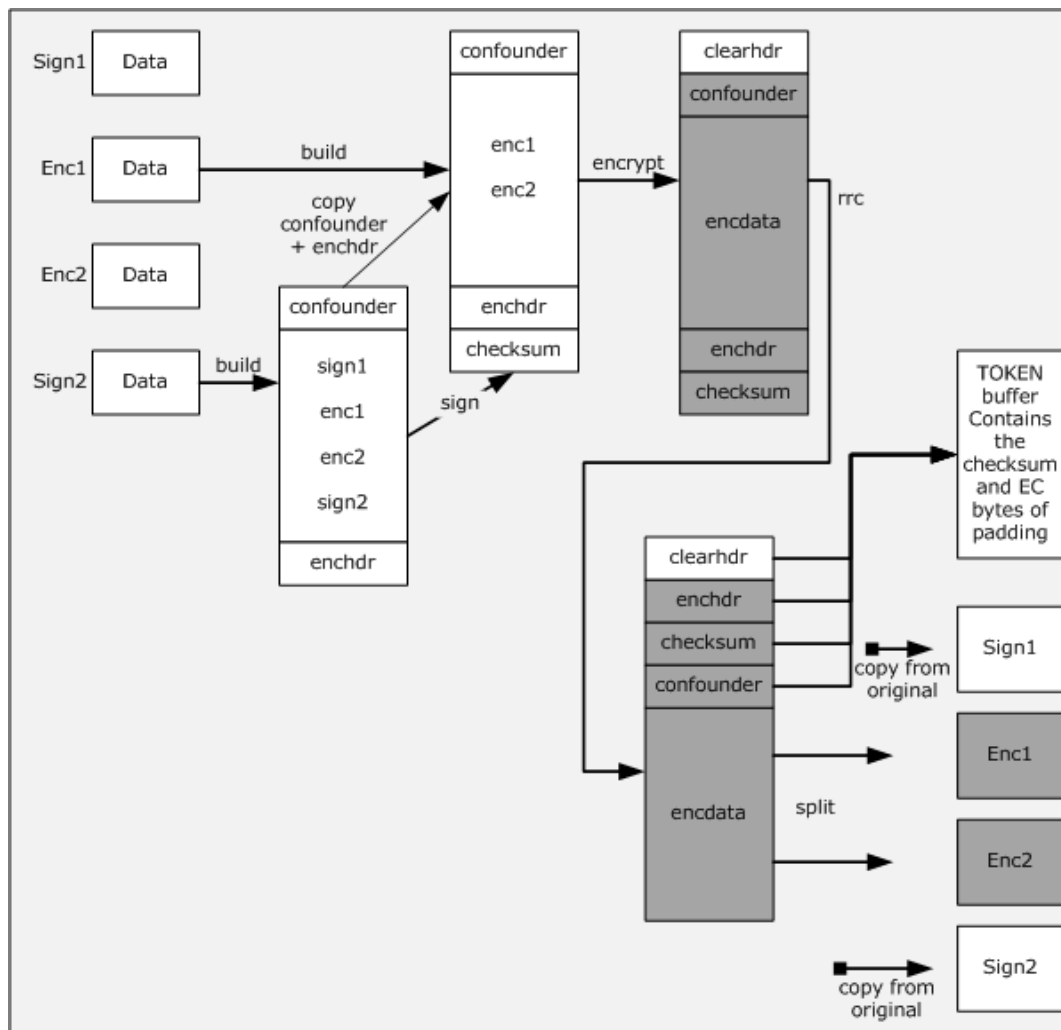 Sign1
Data
Enc1
Data
Enc2
Data
Sign2
Data
build
build
copy
confounder
+ enchdr
confounder
sign1
enc1
enc2
sign2
enchdr
sign
confounder
enc1
enc2
enchdr
checksum
encrypt
clearhdr
confounder
encdata
enchdr
checksum
rrc
clearhdr
enchdr
checksum
confounder
encdata
split
TOKEN
buffer
Contains
the
checksum
and EC
bytes of
padding
copy from
original
Sign1
Enc1
Enc2
copy from
original
Sign2